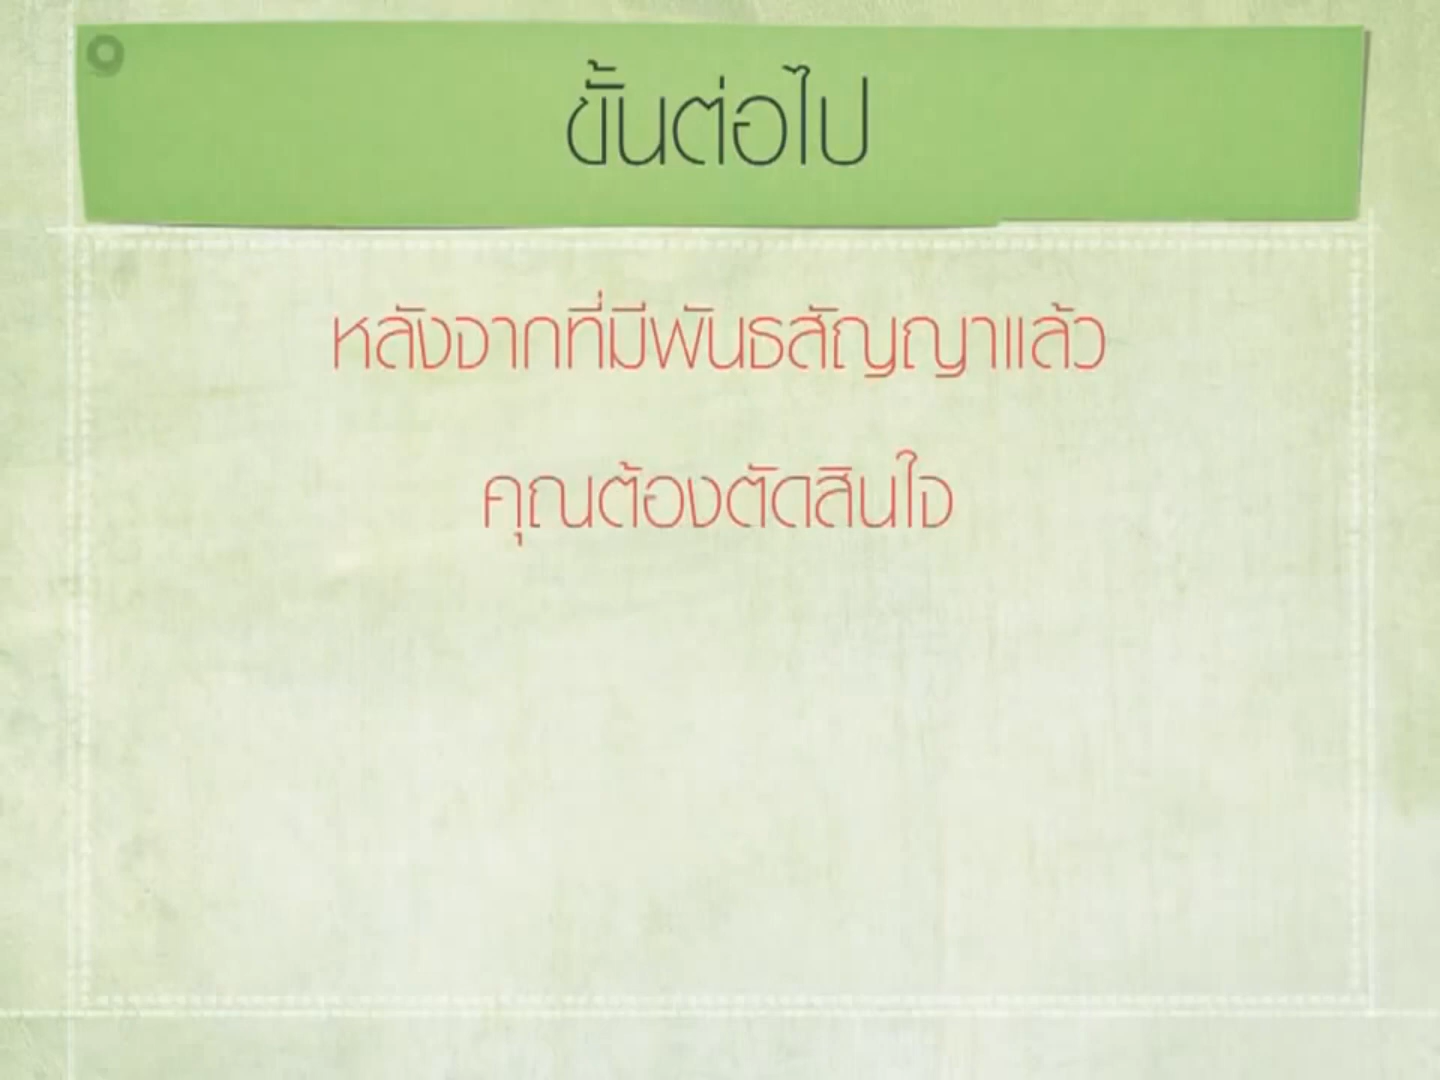 ขั้นต่อไป
หลังจากที่มีพันธสัญญาแล้ว
คุณต้องตัดสินใจ